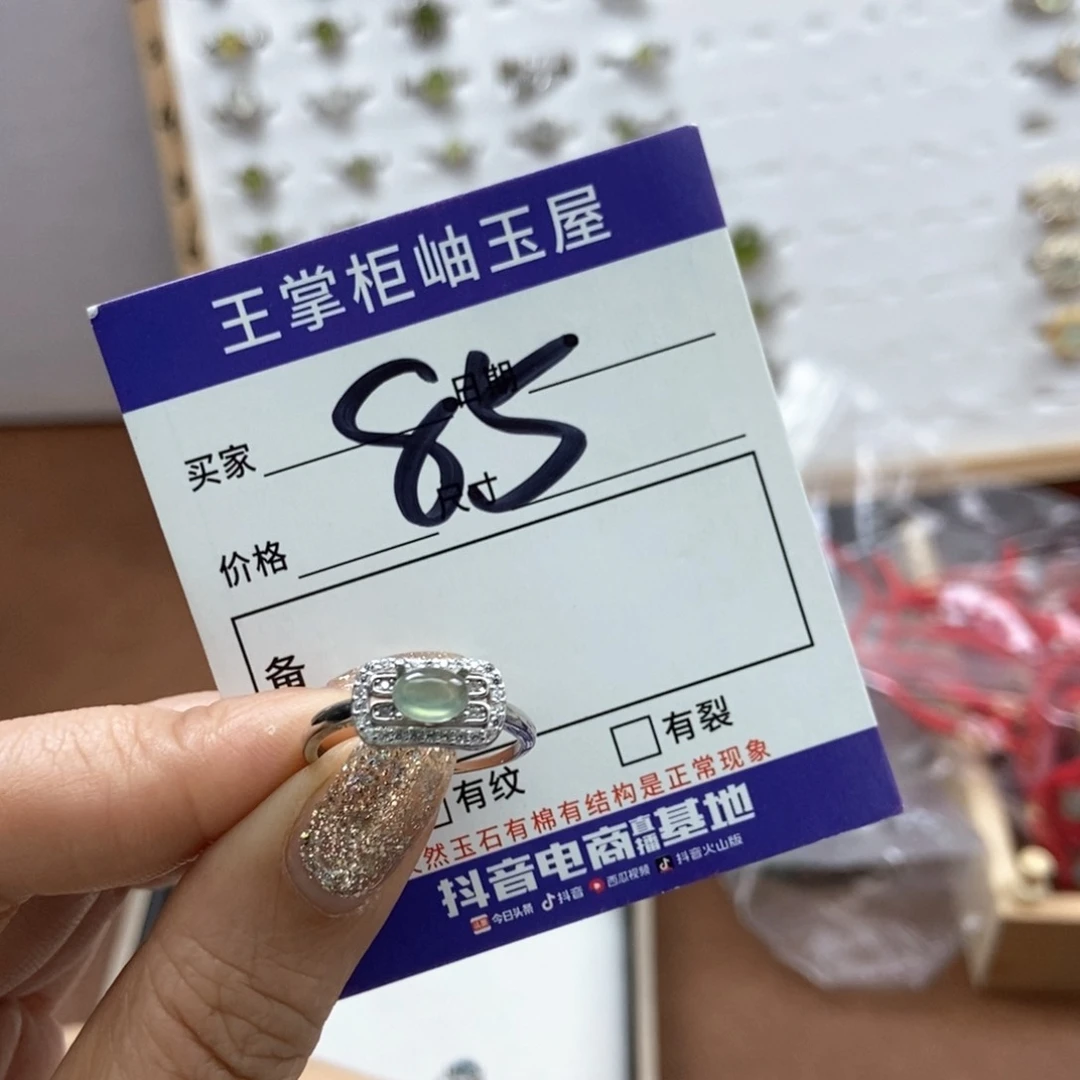 王掌柜岫玉屋
85
日期
买家
尺寸
价格
备
有裂
有纹
然玉石有棉有结构是正常现象
抖音电商直播基地
今日头条 抖音 西瓜视频 抖音火山版